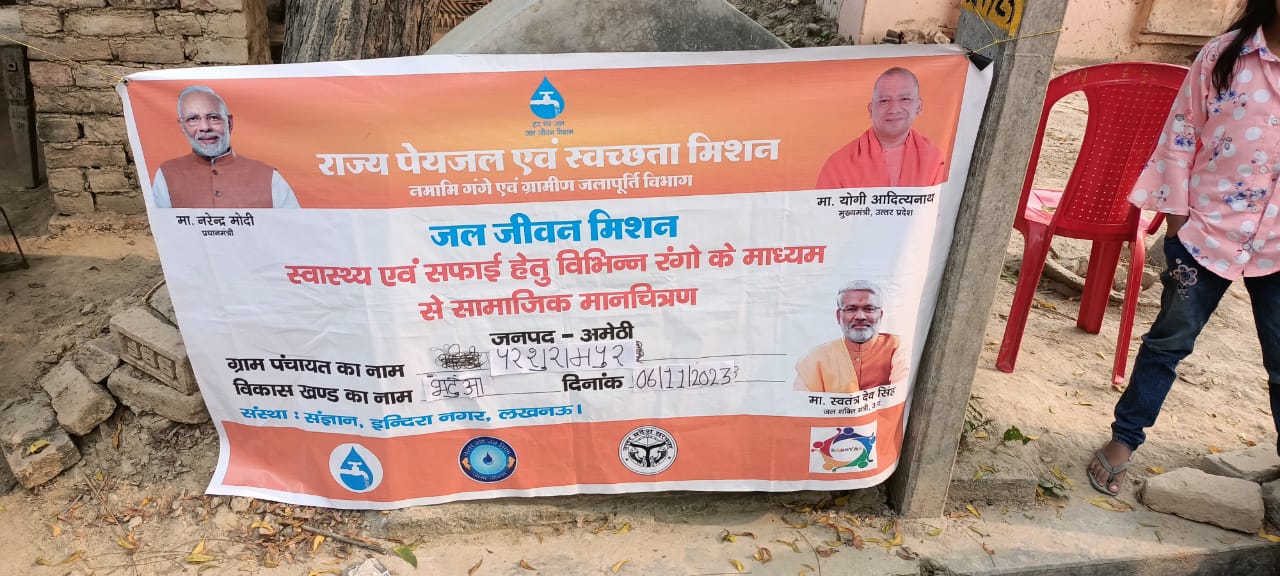 हर घर जल
जल जीवन मिशन
राज्य पेयजल एवं स्वच्छता मिशन
नमामि गंगे एवं ग्रामीण जलापूर्ति विभाग
मा. नरेन्द्र मोदी
प्रधानमंत्री
मा. योगी आदित्यनाथ
मुख्यमंत्री, उत्तर प्रदेश
जल जीवन मिशन
स्वास्थ्य एवं सफाई हेतु विभिन्न रंगो के माध्यम
से सामाजिक मानचित्रण
जनपद – अमेठी
ग्राम पंचायत का नाम परशुरामपुर
विकास खण्ड का नाम भेटुआ दिनांक 06/11/2023
मा. स्वतंत्र देव सिंह
जल शक्ति मंत्री, उ.प्र.
संस्था : संज्ञान, इन्दिरा नगर, लखनऊ।